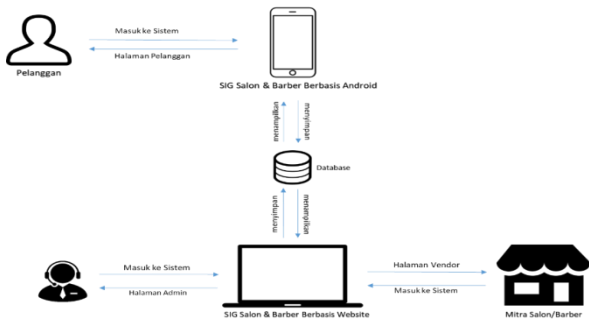 Masuk ke Sistem
Halaman Pelanggan
Pelanggan
SIG Salon & Barber Berbasis Android
menampilkan
menyimpan
Database
menyimpan
menampilkan
Masuk ke Sistem
Halaman Admin
Halaman Vendor
Masuk ke Sistem
SIG Salon & Barber Berbasis Website
Mitra Salon/Barber